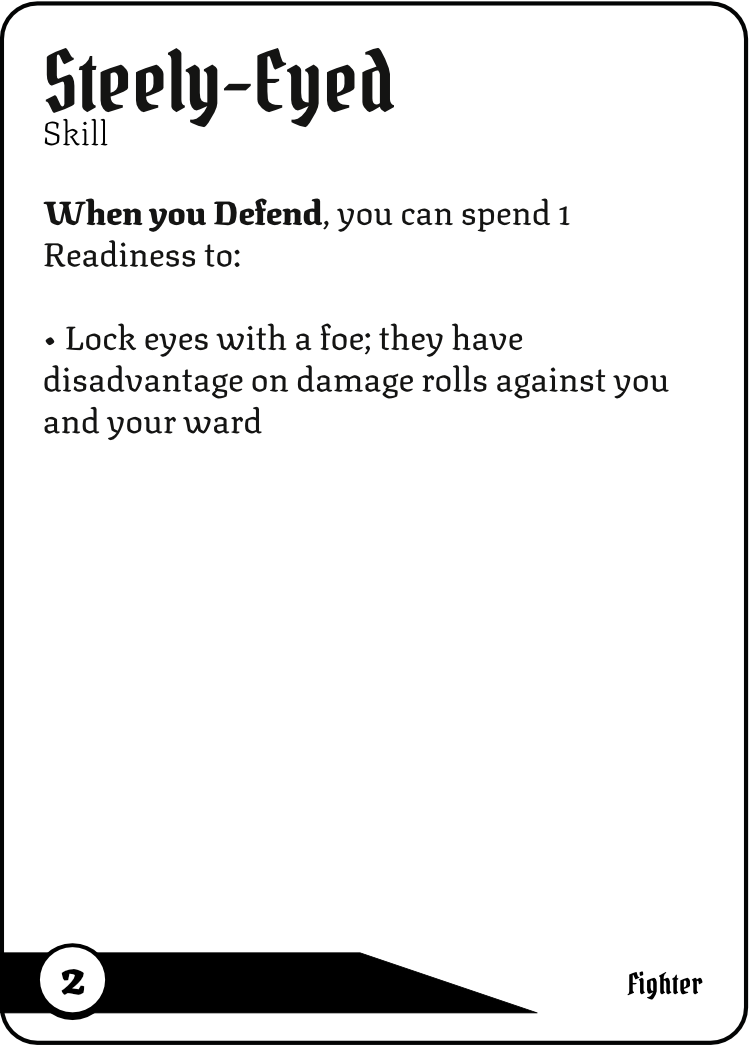 Steely-Eyed
Skill
When you Defend, you can spend 1
Readiness to:
• Lock eyes with a foe; they have
disadvantage on damage rolls against you
and your ward
2
Fighter